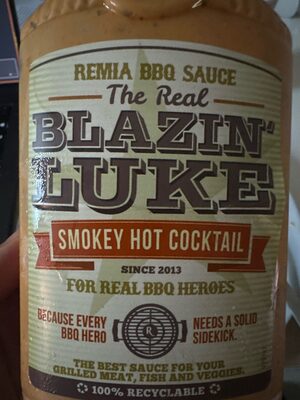 REMIA BBQ SAUCE
The Real
BLAZIN'
LUKE
SMOKEY HOT COCKTAIL
SINCE 2013
FOR REAL BBQ HEROES
BECAUSE EVERY
BBQ HERO
R
NEEDS A SOLID
SIDEKICK.
THE BEST SAUCE FOR YOUR
GRILLED MEAT, FISH AND VEGGIES.
100% RECYCLABLE